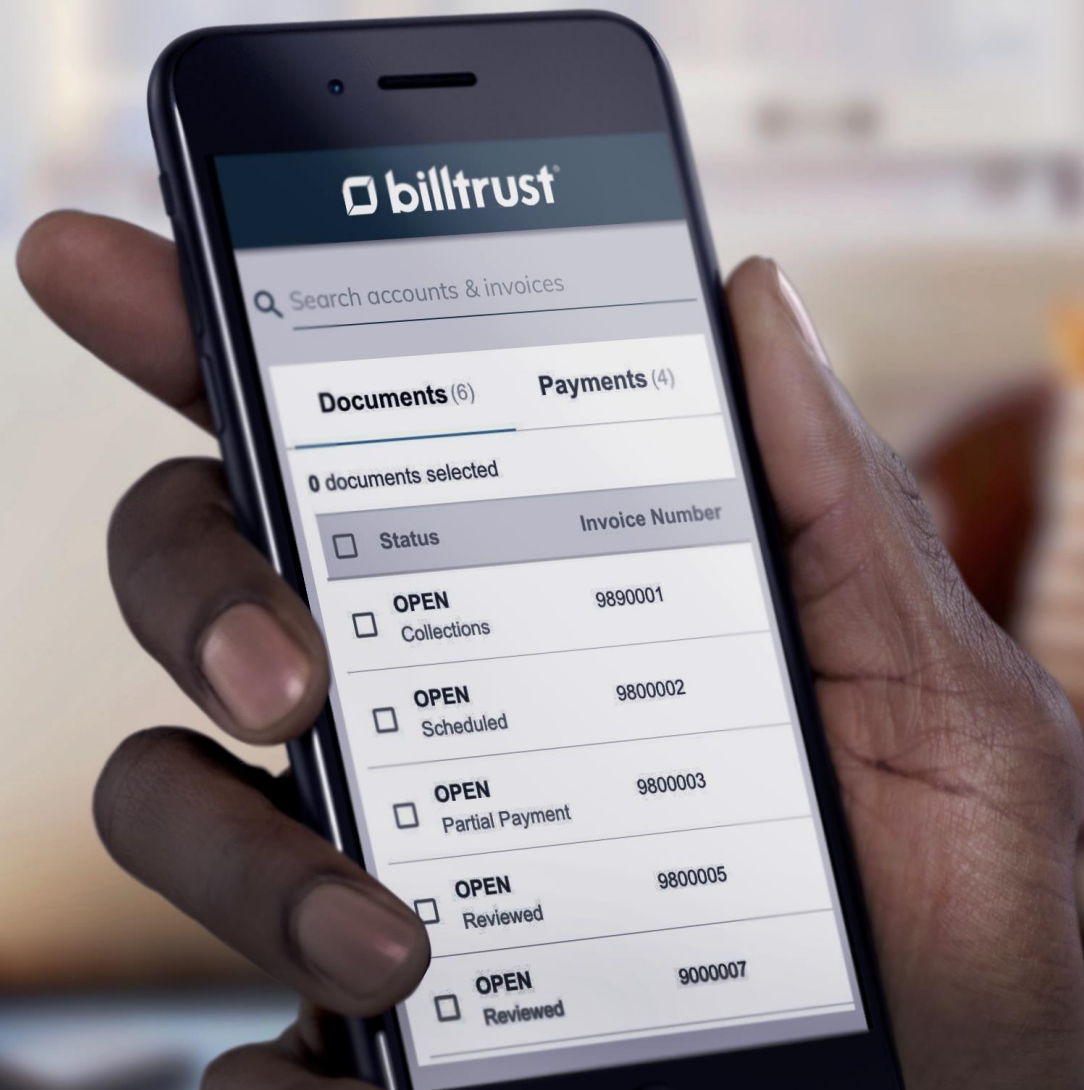 billtrust
Search accounts & invoices
Documents (6) Payments (4)
0 documents selected
Status Invoice Number
OPEN 9890001
Collections
OPEN 9800002
Scheduled
OPEN 9800003
Partial Payment
OPEN 9800005
Reviewed
OPEN 9000007
Reviewed